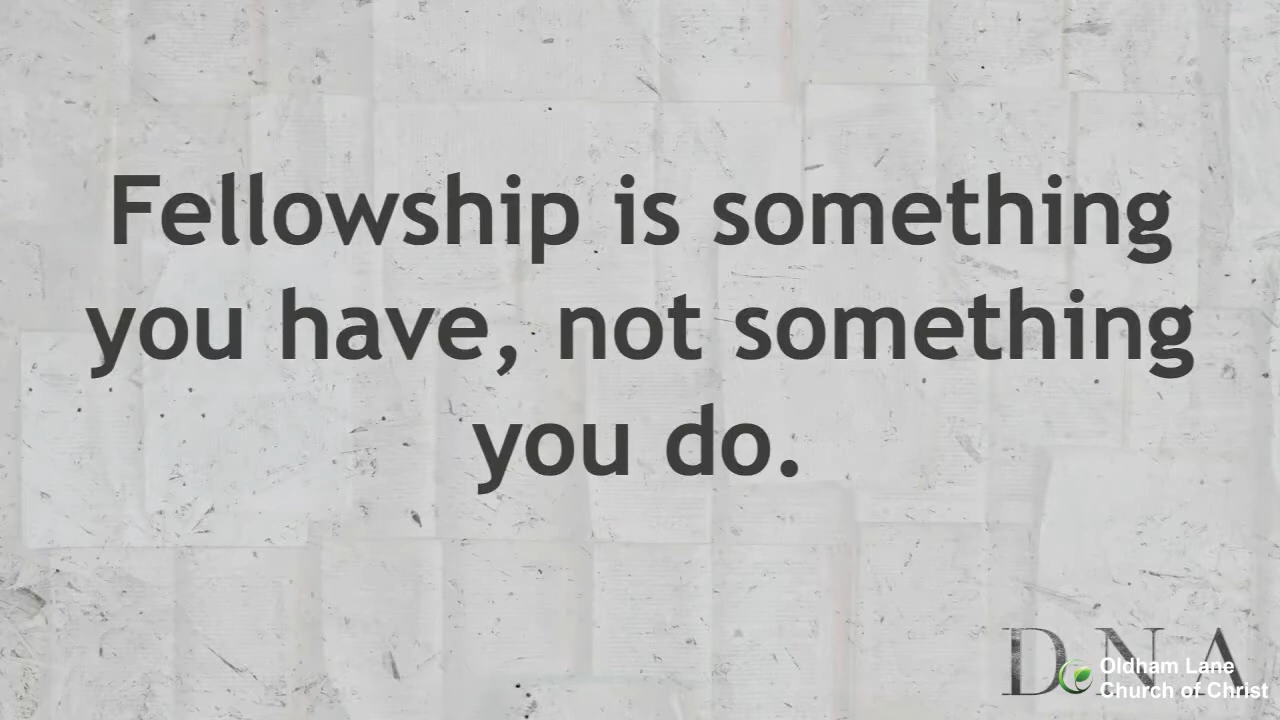 Fellowship is something
you have, not something
you do.
DNA
Oldham Lane
Church of Christ